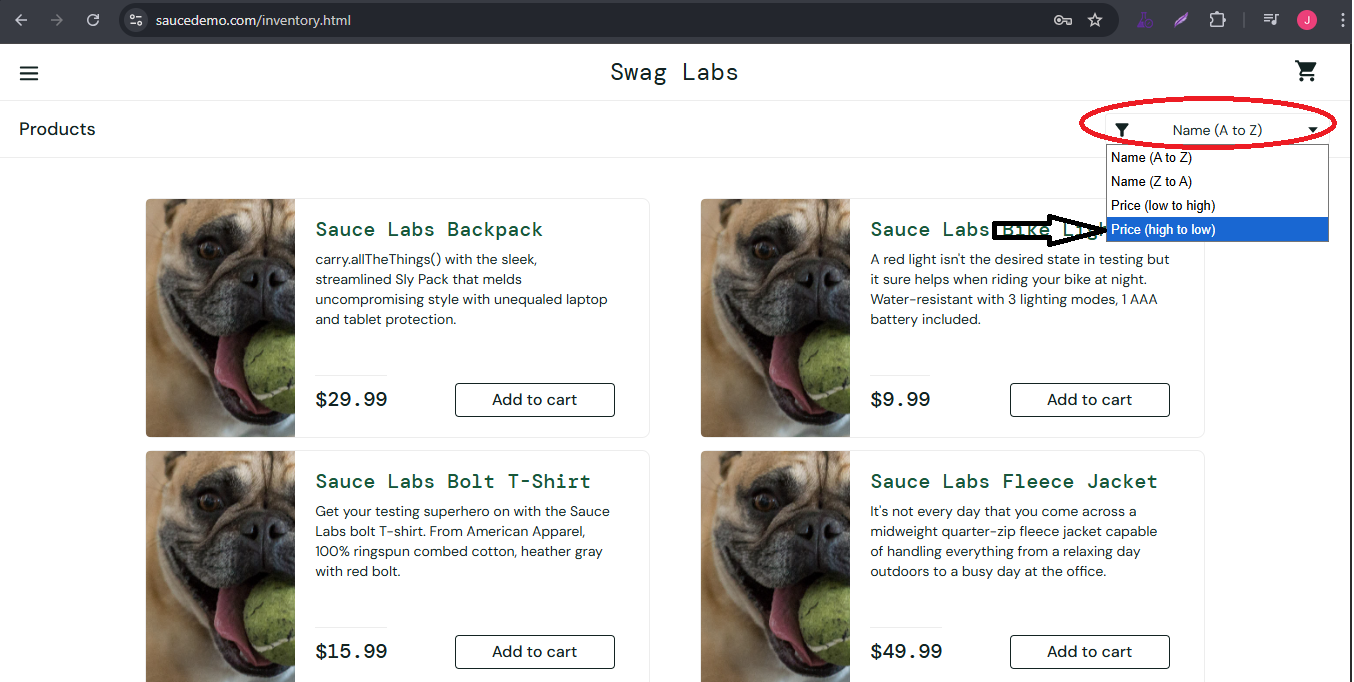 saucedemo.com/inventory.html
J
Swag Labs
Products
Name (A to Z)
Name (A to Z)
Name (Z to A)
Price (low to high)
Price (high to low)
Sauce Labs Backpack
carry.allTheThings() with the sleek,
streamlined Sly Pack that melds
uncompromising style with unequaled laptop
and tablet protection.
$29.99
Add to cart
Sauce Labs Bike
A red light isn't the desired state in testing but
it sure helps when riding your bike at night.
Water-resistant with 3 lighting modes, 1 AAA
battery included.
$9.99
Add to cart
Sauce Labs Bolt T-Shirt
Get your testing superhero on with the Sauce
Labs bolt T-shirt. From American Apparel,
100% ringspun combed cotton, heather gray
with red bolt.
$15.99
Add to cart
Sauce Labs Fleece Jacket
It's not every day that you come across a
midweight quarter-zip fleece jacket capable
of handling everything from a relaxing day
outdoors to a busy day at the office.
$49.99
Add to cart